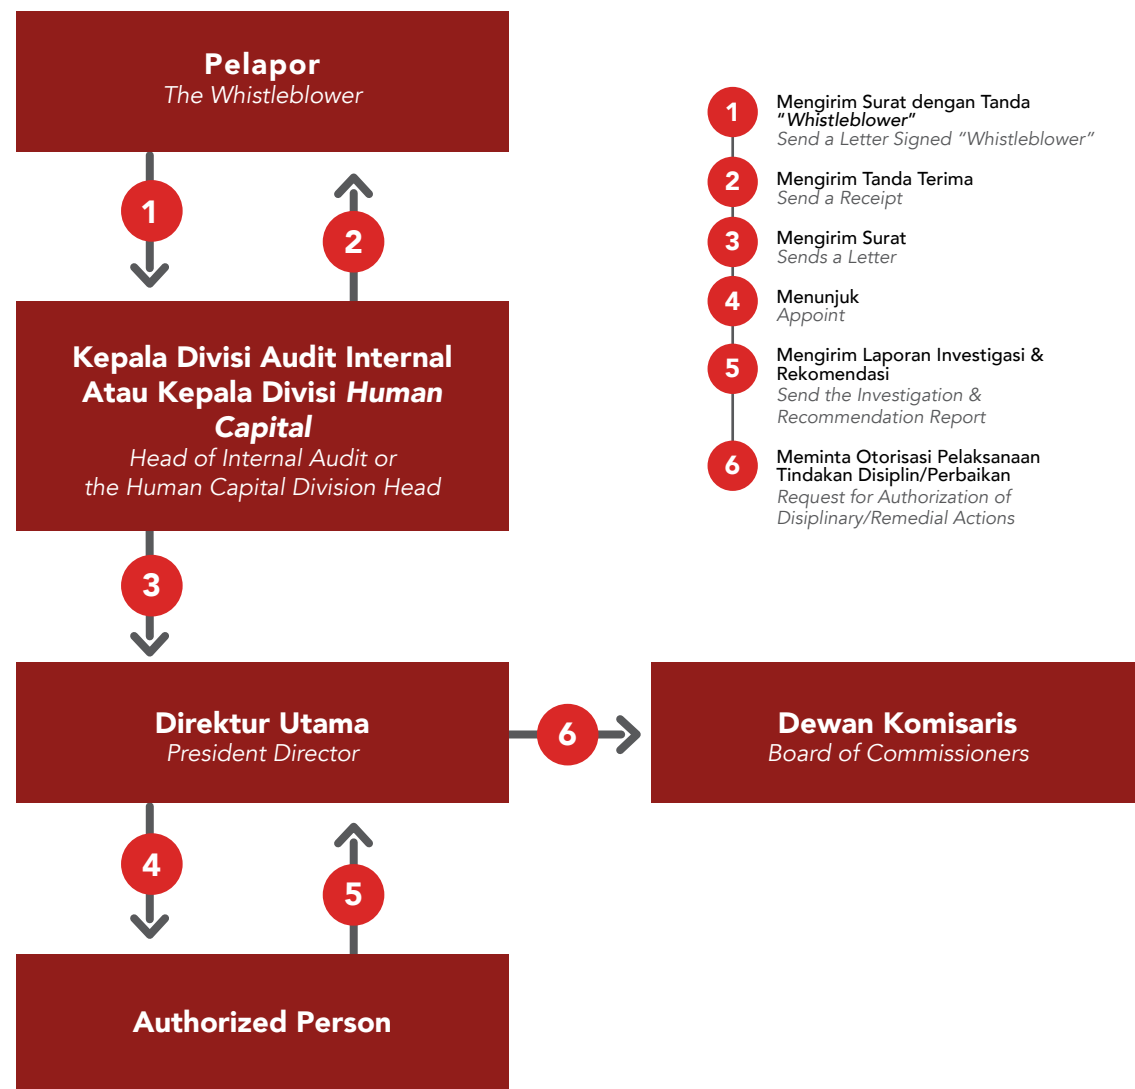 Pelapor
The Whistleblower
1
2
Kepala Divisi Audit Internal
Atau Kepala Divisi Human
Capital
Head of Internal Audit or
the Human Capital Division Head
3
Direktur Utama
President Director
6
Dewan Komisaris
Board of Commissioners
4
5
Authorized Person
1
Mengirim Surat dengan Tanda
“Whistleblower”
Send a Letter Signed “Whistleblower”
2
Mengirim Tanda Terima
Send a Receipt
3
Mengirim Surat
Sends a Letter
4
Menunjuk
Appoint
5
Mengirim Laporan Investigasi &
Rekomendasi
Send the Investigation &
Recommendation Report
6
Meminta Otorisasi Pelaksanaan
Tindakan Disiplin/Perbaikan
Request for Authorization of
Disiplinary/Remedial Actions